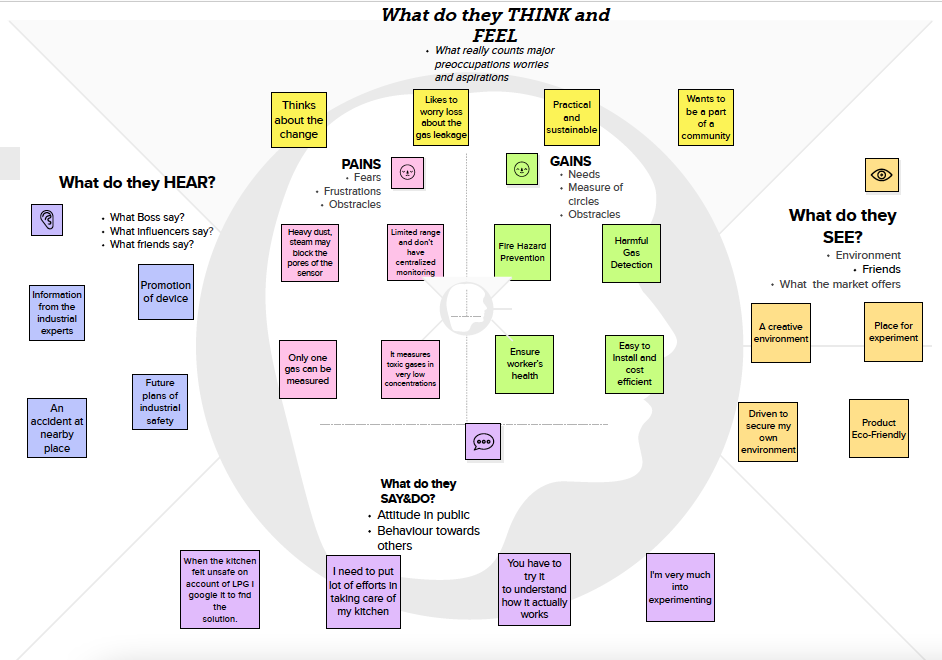 What do they THINK and
FEEL
• What really counts major
preoccupations worries
and aspirations
Thinks
about the
change
Likes to
worry loss
about the
gas leakage
Practical
and
sustainable
Wants to
be a part
of a
community
PAINS
• Fears
• Frustrations
• Obstacles
GAINS
• Needs
• Measure of
circles
• Obstracles
What do they HEAR?
• What Boss say?
• What Influencers say?
• What friends say?
What do they
SEE?
• Environment
• Friends
• What the market offers
Heavy dust,
steam may
block the
pores of the
sensor
Limited range
and don't
have
centralized
monitoring
Fire Hazard
Prevention
Harmful
Gas
Detection
Information
from the
industrial
experts
Promotion
of device
A creative
environment
Place for
experiment
Only one
gas can be
measured
It measures
toxic gases in
very low
concentrations
Ensure
worker's
health
Easy to
Install and
cost
efficient
An
accident at
nearby
place
Future
plans of
industrial
safety
Driven to
secure my
own
environment
Product
Eco-Friendly
What do they
SAY&DO?
• Attitude in public
• Behaviour towards
others
When the kitchen
felt unsafe on
account of LPG I
google it to fnd
the
solution.
I need to put
lot of efforts in
taking care of
my kitchen
You have to
try it
to understand
how it actually
works
I'm very much
into
experimenting